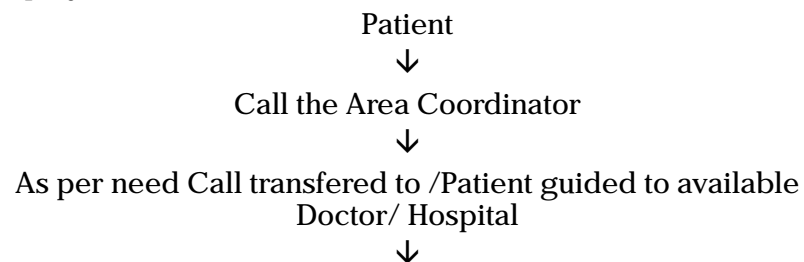 Patient
↓
Call the Area Coordinator
↓
As per need Call transfered to /Patient guided to available
Doctor/ Hospital
↓